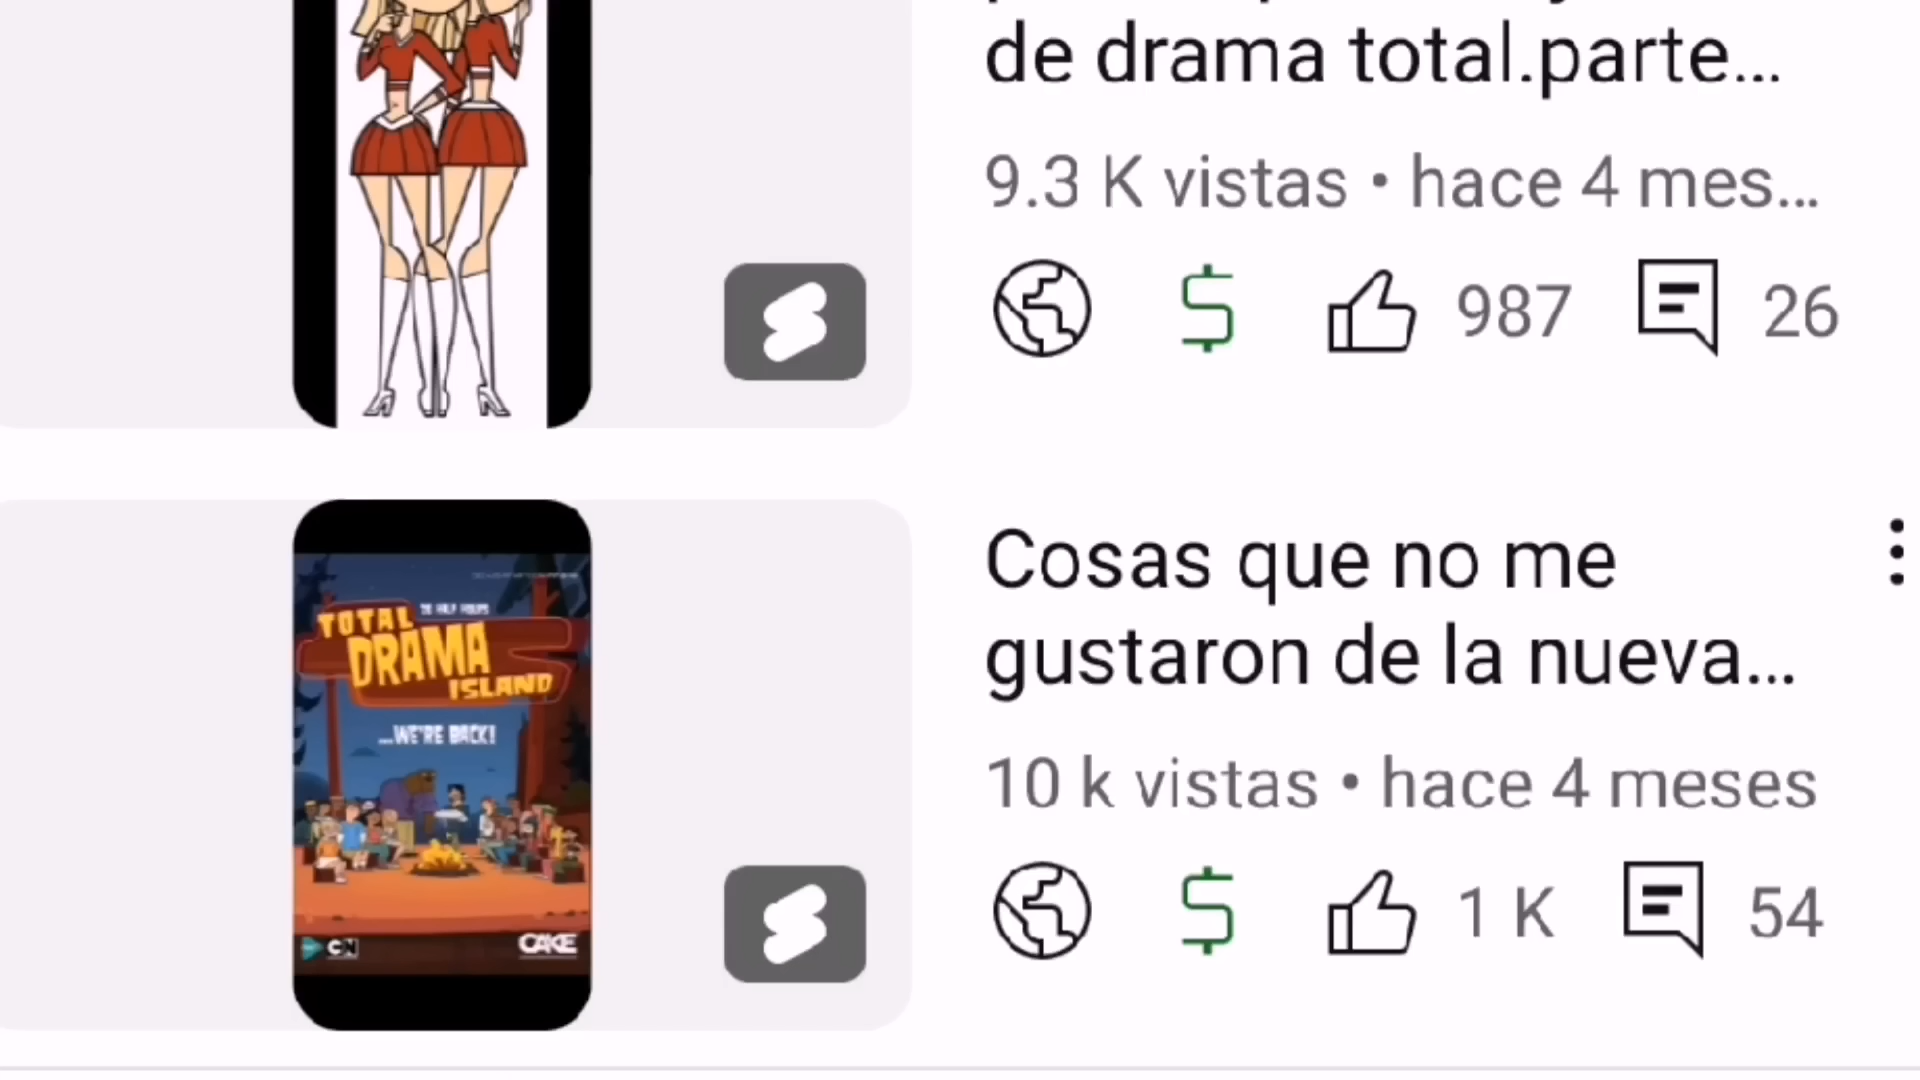 de drama total.parte...
9.3 K vistas • hace 4 mes...
987
26
TOTAL
DRAMA
ISLAND
...WE'RE BACK!
CN
CAKE
Cosas que no me
gustaron de la nueva...
10 k vistas • hace 4 meses
1 K
54